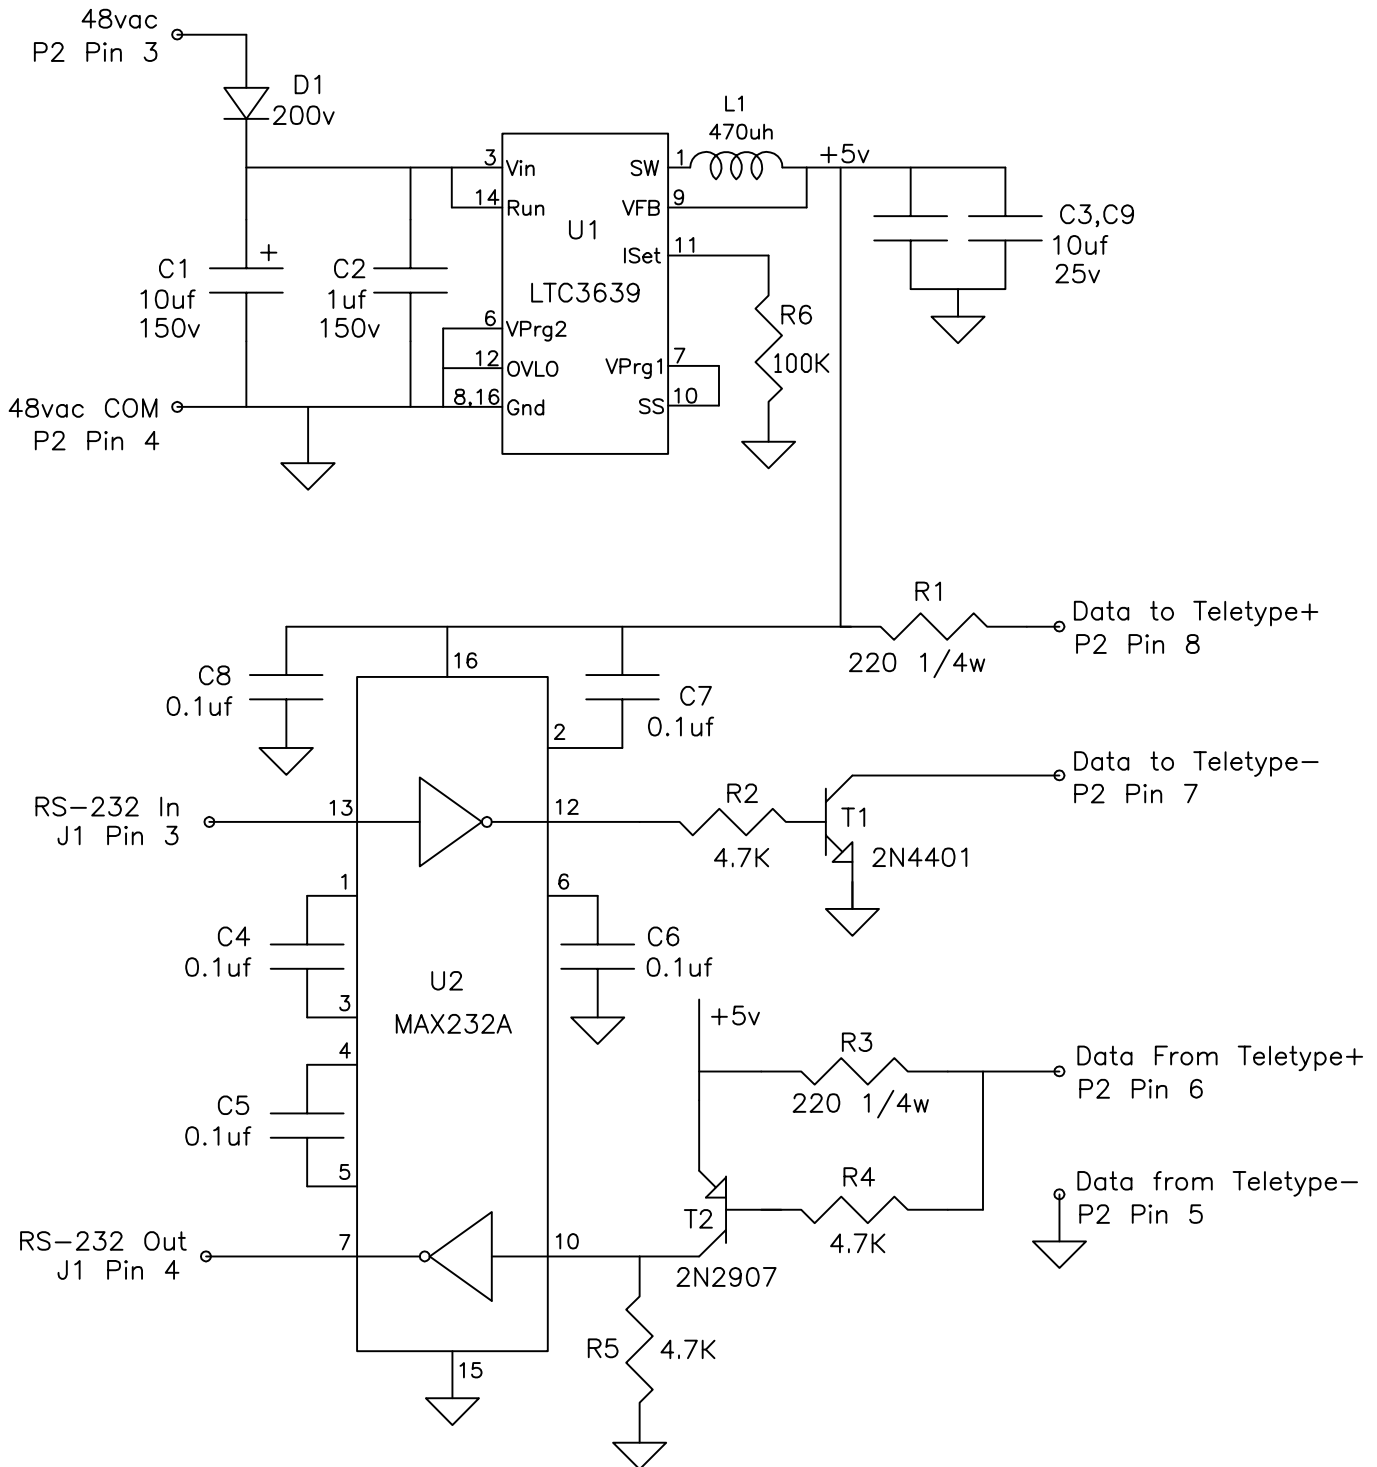 48vac
P2 Pin 3
D1
200v
L1
470uh
+5v
3
Vin
SW
1
14
Run
VFB
9
U1
C3,C9
10uf
25v
ISet
11
+
C1
10uf
150v
C2
1uf
150v
LTC3639
R6
100K
6
VPrg2
12
OVLO
VPrg1
7
8,16
Gnd
SS
10
48vac COM
P2 Pin 4
R1
220 1/4w
Data to Teletype+
P2 Pin 8
16
C8
0.1uf
C7
0.1uf
2
Data to Teletype-
P2 Pin 7
RS-232 In
J1 Pin 3
13
12
R2
4.7K
T1
2N4401
1
6
C4
0.1uf
C6
0.1uf
3
U2
MAX232A
+5v
4
R3
220 1/4w
Data From Teletype+
P2 Pin 6
C5
0.1uf
5
R4
4.7K
Data from Teletype-
P2 Pin 5
T2
2N2907
RS-232 Out
J1 Pin 4
7
10
R5
4.7K
15